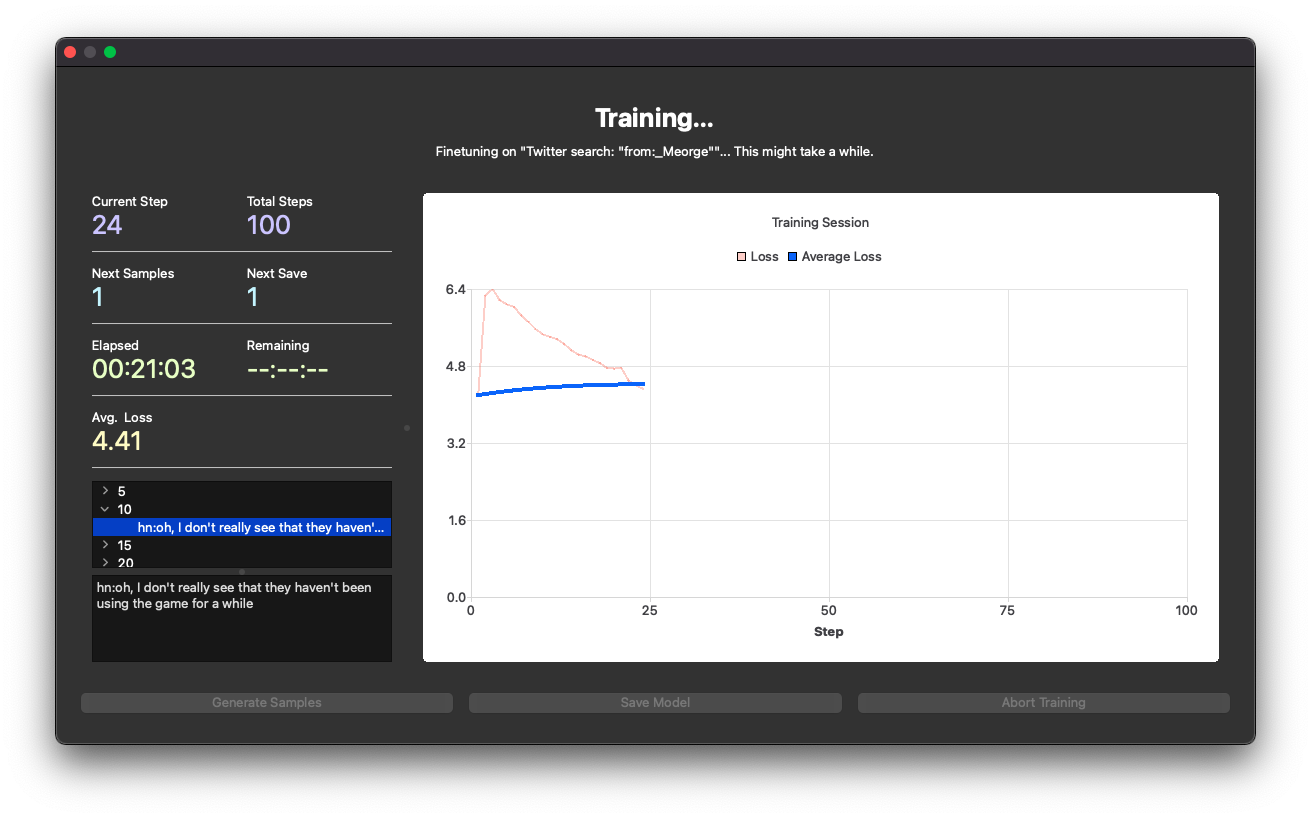 Training...
Finetuning on "Twitter search: "from:_Meorge""... This might take a while.
Current Step
Total Steps
24
100
Next Samples
Next Save
1
1
Elapsed
Remaining
00:21:03
--:--:--
Avg. Loss
4.41
5
10
hn:oh, I don't really see that they haven'...
15
20
hn:oh, I don't really see that they haven't been
using the game for a while
Training Session
Loss
Average Loss
6.4
4.8
3.2
1.6
0.0
0
25
50
75
100
Step
Generate Samples
Save Model
Abort Training